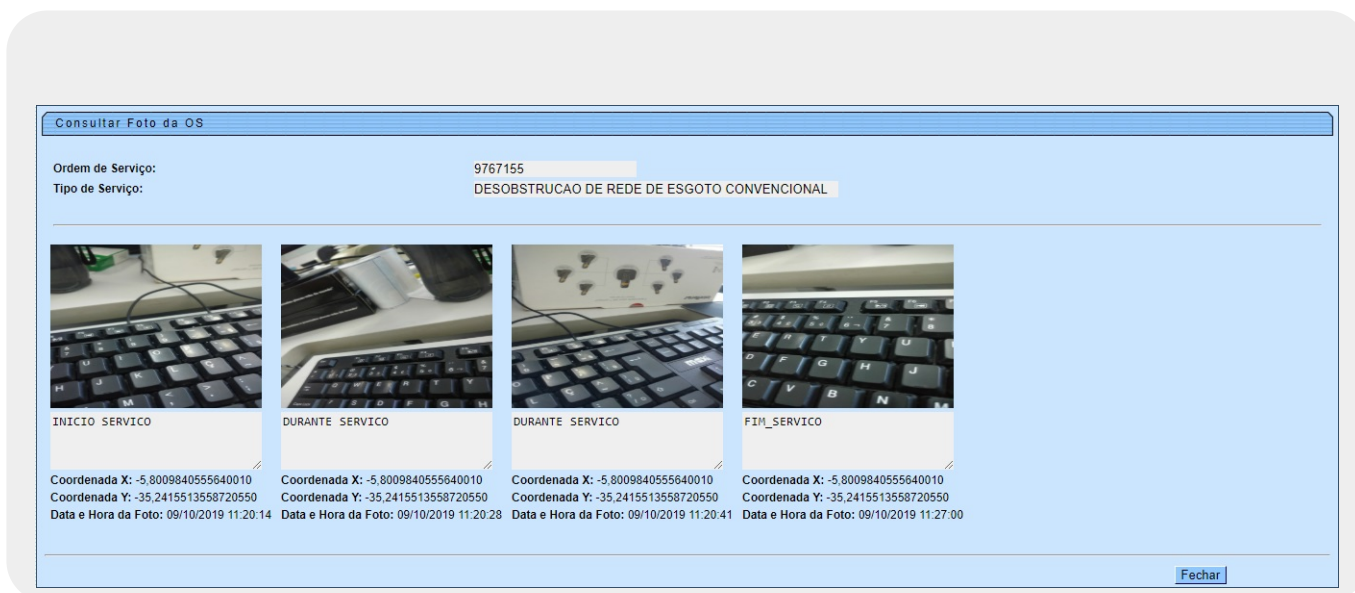 Consultar Foto da OS
Ordem de Serviço: 9767155
Tipo de Serviço: DESOBSTRUCAO DE REDE DE ESGOTO CONVENCIONAL
INICIO SERVICO
Coordenada X: -5,8009840555640010
Coordenada Y: -35,2415513558720550
Data e Hora da Foto: 09/10/2019 11:20:14
DURANTE SERVICO
Coordenada X: -5,8009840555640010
Coordenada Y: -35,2415513558720550
Data e Hora da Foto: 09/10/2019 11:20:28
DURANTE SERVICO
Coordenada X: -5,8009840555640010
Coordenada Y: -35,2415513558720550
Data e Hora da Foto: 09/10/2019 11:20:41
FIM_SERVICO
Coordenada X: -5,8009840555640010
Coordenada Y: -35,2415513558720550
Data e Hora da Foto: 09/10/2019 11:27:00
Fechar